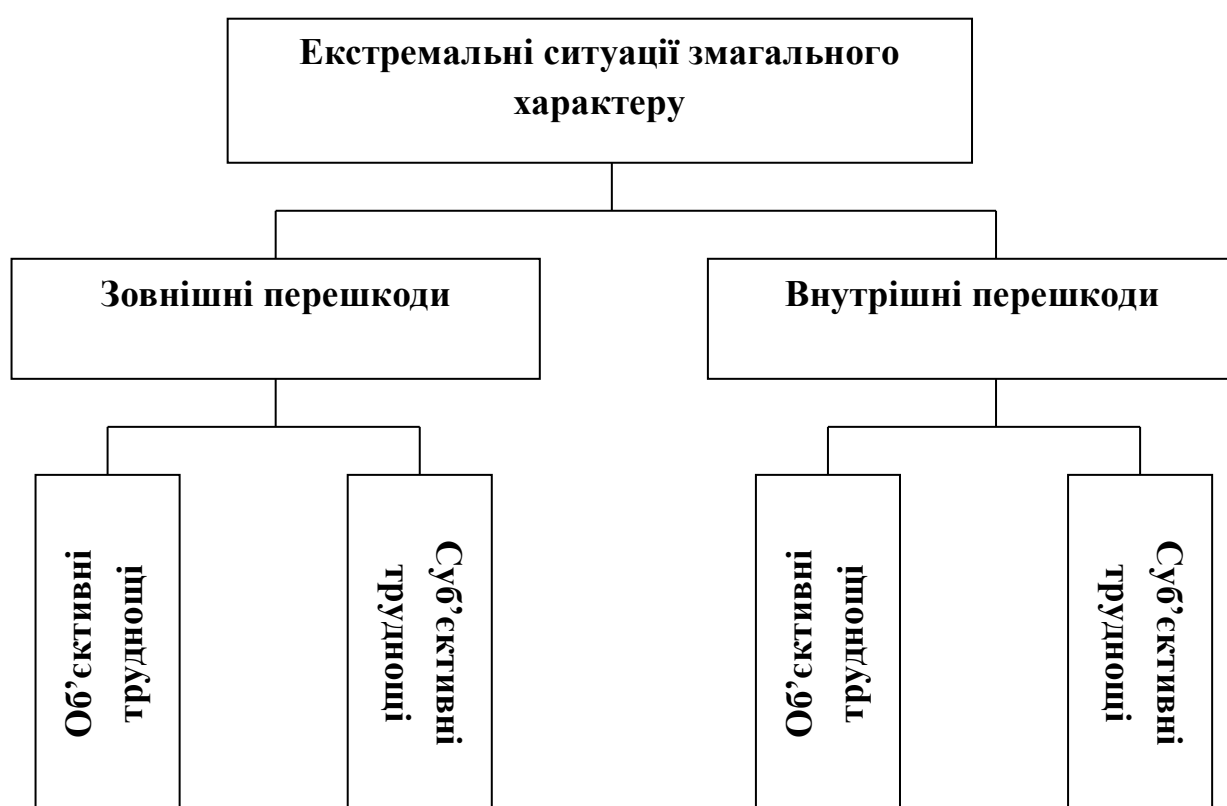 Екстремальні ситуації змагального
характеру
Зовнішні перешкоди
Внутрішні перешкоди
Об’єктивні
труднощі
Суб’єктивні
труднощі
Об’єктивні
труднощі
Суб’єктивні
труднощі